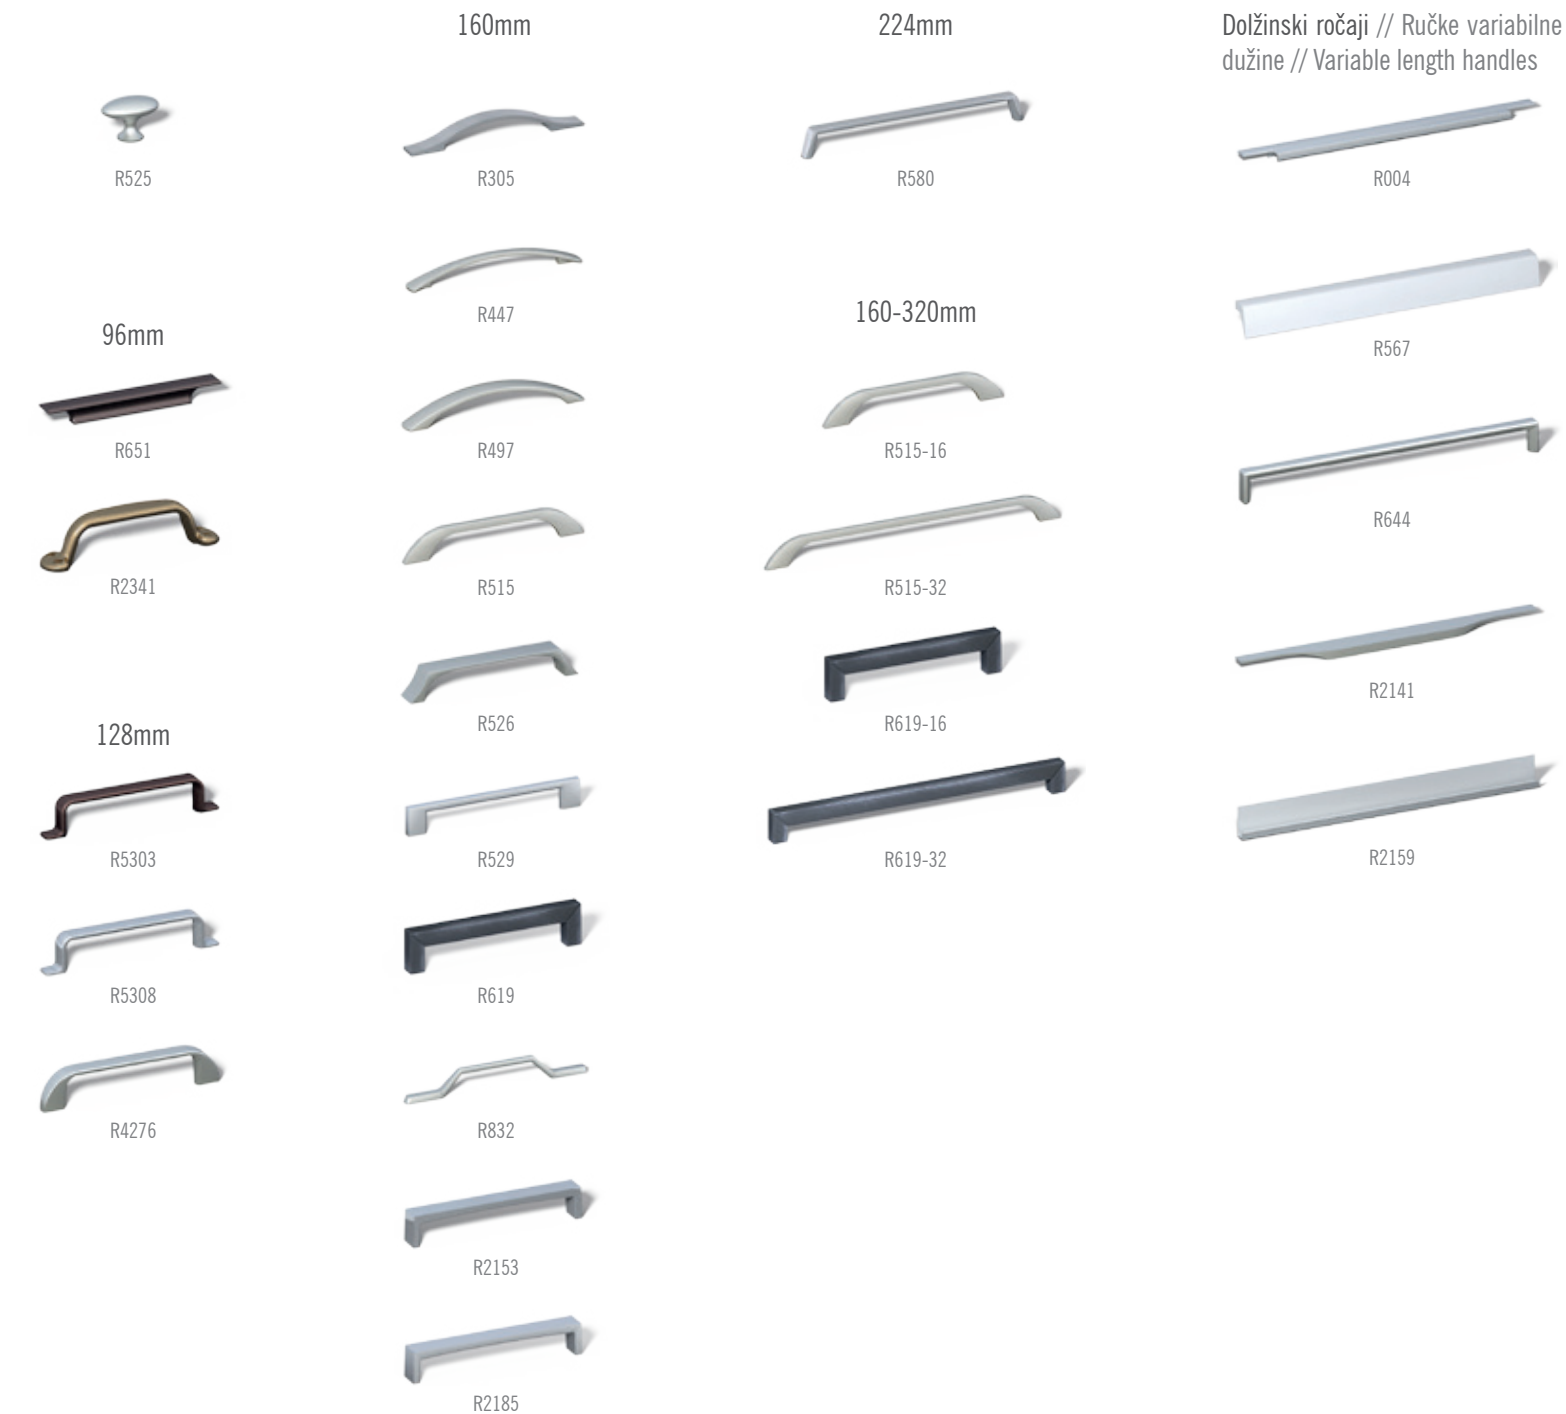 R525
96mm
R651
R2341
128mm
R5303
R5308
R4276
160mm
R305
R447
R497
R515
R526
R529
R619
R832
R2153
R2185
224mm
R580
160-320mm
R515-16
R515-32
R619-16
R619-32
Dolžinski ročaji // Ručke variabilne
dužine // Variable length handles
R004
R567
R644
R2141
R2159